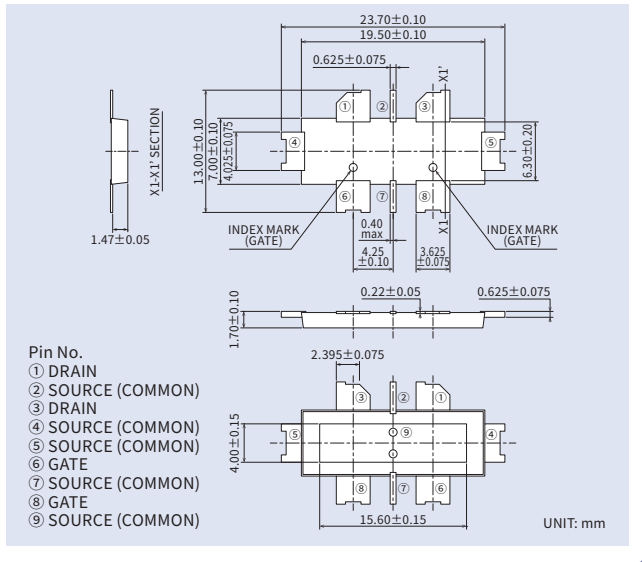 23.70±0.10
19.50±0.10
0.625±0.075
X1'
①
②
③
④
⑤
X1-X1' SECTION
13.00±0.10
7.00±0.10
4.025±0.075
6.30±0.20
⑥
⑦
⑧
X1
1.47±0.05
INDEX MARK
(GATE)
0.40
max
4.25
±0.10
3.625
±0.075
INDEX MARK
(GATE)
1.70±0.10
0.22±0.05
0.625±0.075
Pin No.
① DRAIN
② SOURCE (COMMON)
③ DRAIN
④ SOURCE (COMMON)
⑤ SOURCE (COMMON)
⑥ GATE
⑦ SOURCE (COMMON)
⑧ GATE
⑨ SOURCE (COMMON)
2.395±0.075
③
②
①
⑤
⑨
④
4.00±0.15
⑧
⑦
⑥
15.60±0.15
UNIT: mm